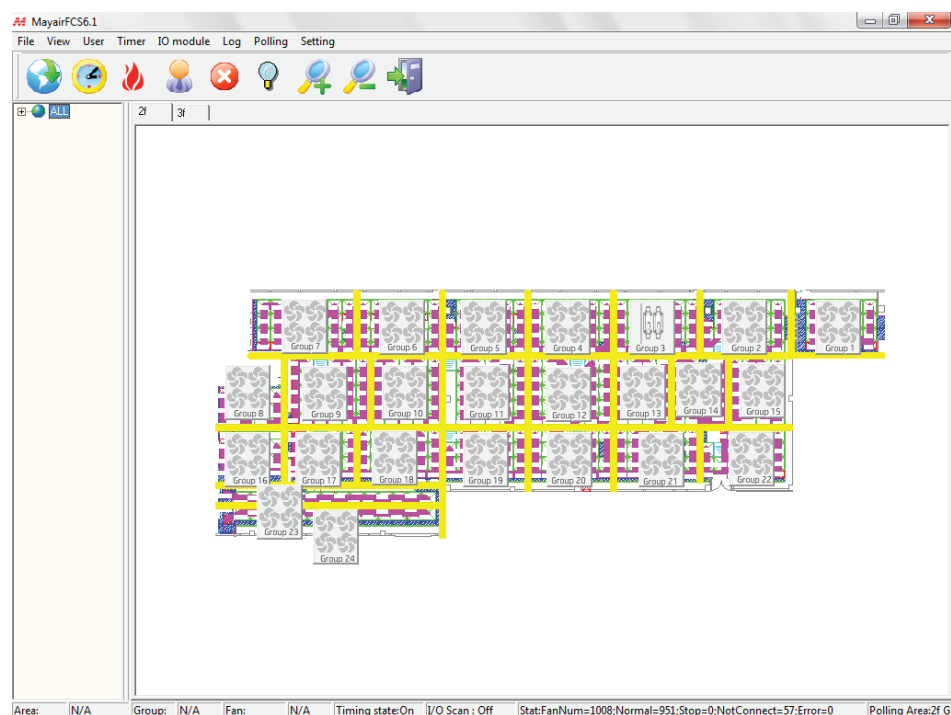 MayairFCS6.1
File View User Timer IO module Log Polling Setting
ALL
2f 3f
Group 7 Group 6 Group 5 Group 4 Group 3 Group 2 Group 1
Group 8 Group 9 Group 10 Group 11 Group 12 Group 13 Group 14 Group 15
Group 16 Group 17 Group 18 Group 19 Group 20 Group 21 Group 22
Group 23
Group 24
Area: N/A Group: N/A Fan: N/A Timing state:On I/O Scan : Off Stat:FanNum=1008;Normal=951;Stop=0;NotConnect=57;Error=0 Polling Area:2f